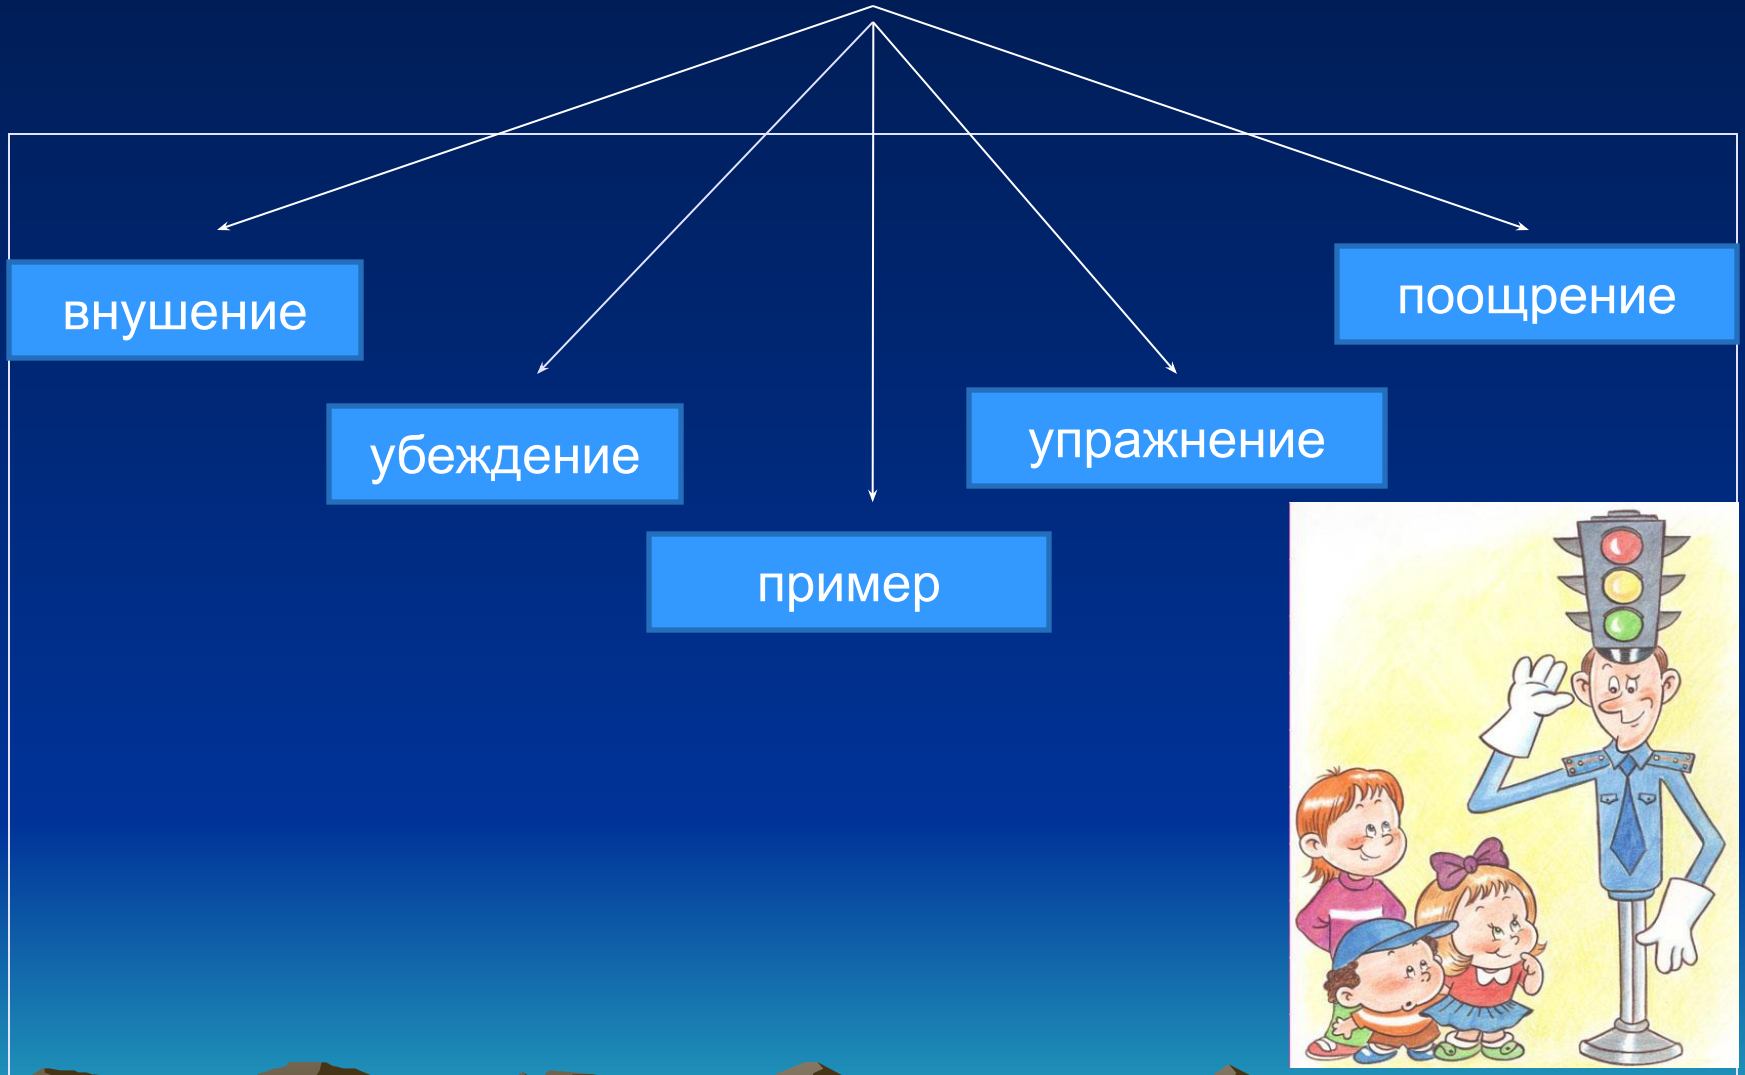 внушение
убеждение
пример
упражнение
поощрение